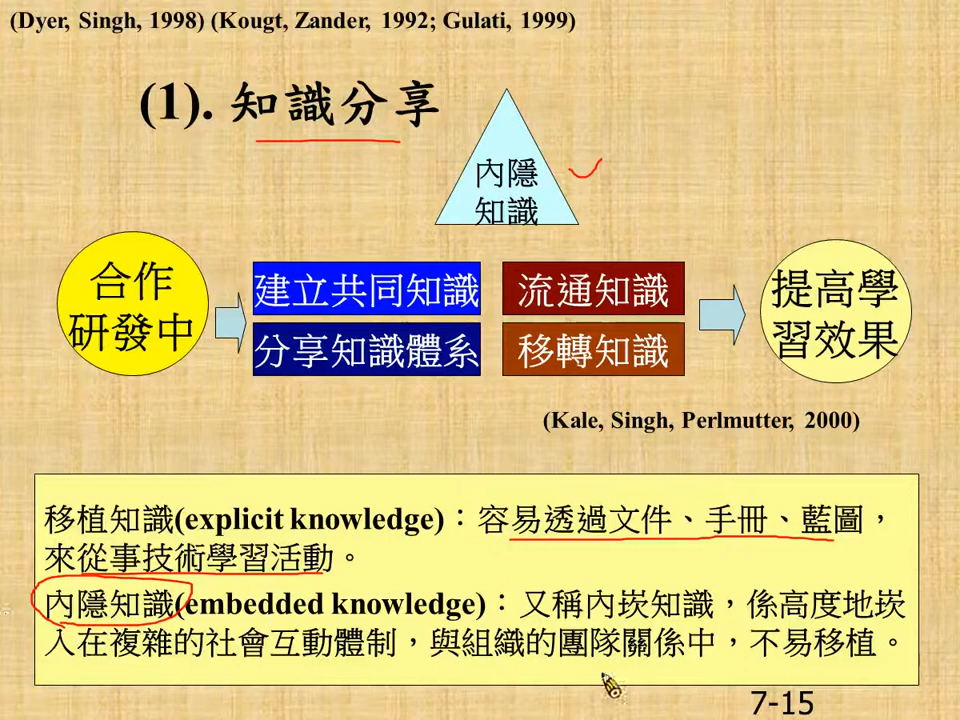 (Dyer, Singh, 1998) (Kougt, Zander, 1992; Gulati, 1999)
(1). 知識分享
內隱
知識
合作
研發中
建立共同知識
流通知識
分享知識體系
移轉知識
提高學
習效果
(Kale, Singh, Perlmutter, 2000)
移植知識(explicit knowledge)：容易透過文件、手冊、藍圖，
來從事技術學習活動。
內隱知識(embedded knowledge)：又稱內崁知識，係高度地崁
入在複雜的社會互動體制，與組織的團隊關係中，不易移植。
7-15